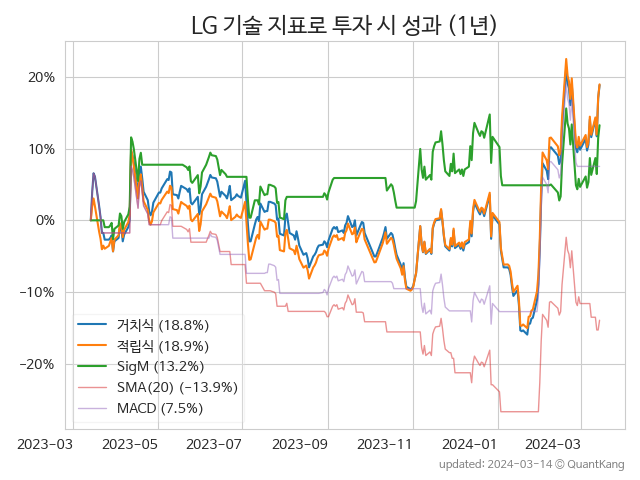 LG 기술 지표로 투자 시 성과 (1년)
20%
10%
0%
−10%
−20%
거치식 (18.8%)
적립식 (18.9%)
SigM (13.2%)
SMA(20) (−13.9%)
MACD (7.5%)
2023-03 2023-05 2023-07 2023-09 2023-11 2024-01 2024-03
updated: 2024-03-14 © QuantKang